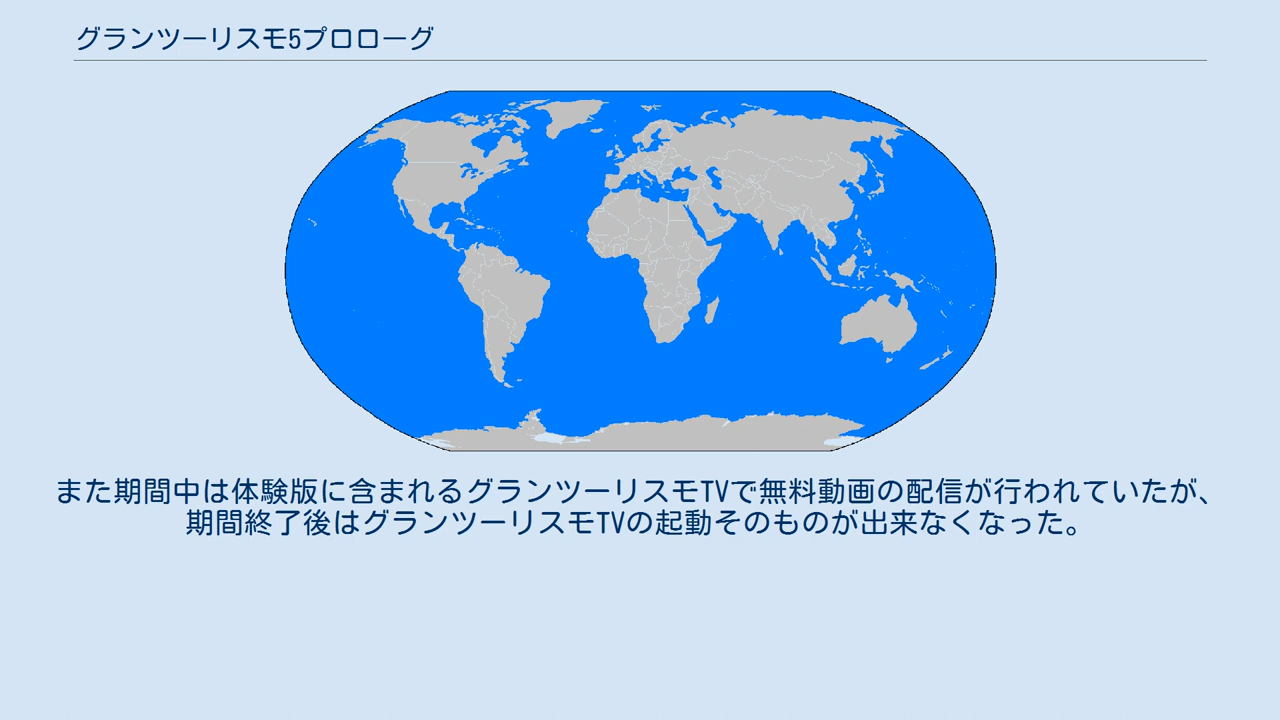 グランツーリスモ5プロローグ
また期間中は体験版に含まれるグランツーリスモTVで無料動画の配信が行われていたが、
期間終了後はグランツーリスモTVの起動そのものが出来なくなった。